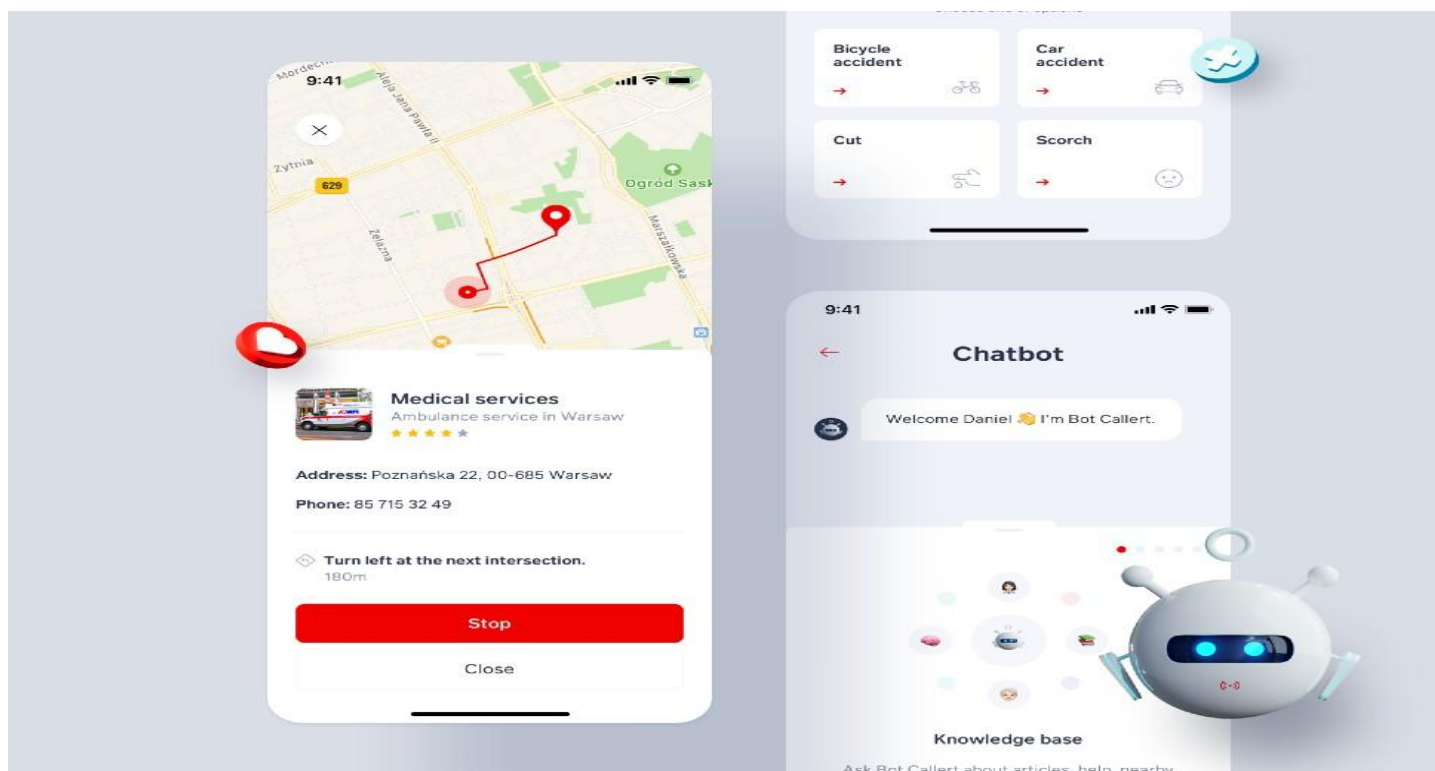 9:41
Aleja Jana Pawła II
Żytnia
629
Ogród Sask
Żelazna
Marszałkowska
Medical services
Ambulance service in Warsaw
Address: Poznańska 22, 00-685 Warsaw
Phone: 85 715 32 49
Turn left at the next intersection.
180m
Stop
Close
Bicycle
accident
Car
accident
Cut
Scorch
9:41
Chatbot
Welcome Daniel 👏 I'm Bot Callert.
Knowledge base
Ask Bot Callert about articles, help, nearby